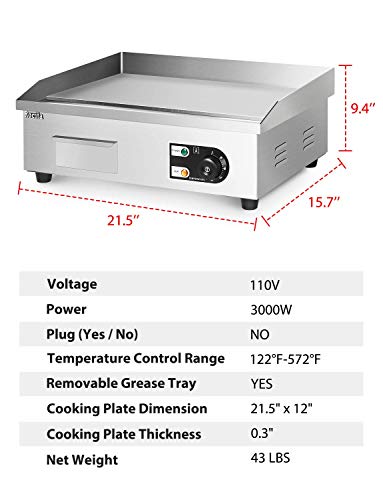 9.4"
Zacilla
15.7"
21.5"
Voltage 110V
Power 3000W
Plug (Yes / No) NO
Temperature Control Range 122°F-572°F
Removable Grease Tray YES
Cooking Plate Dimension 21.5" x 12"
Cooking Plate Thickness 0.3"
Net Weight 43 LBS